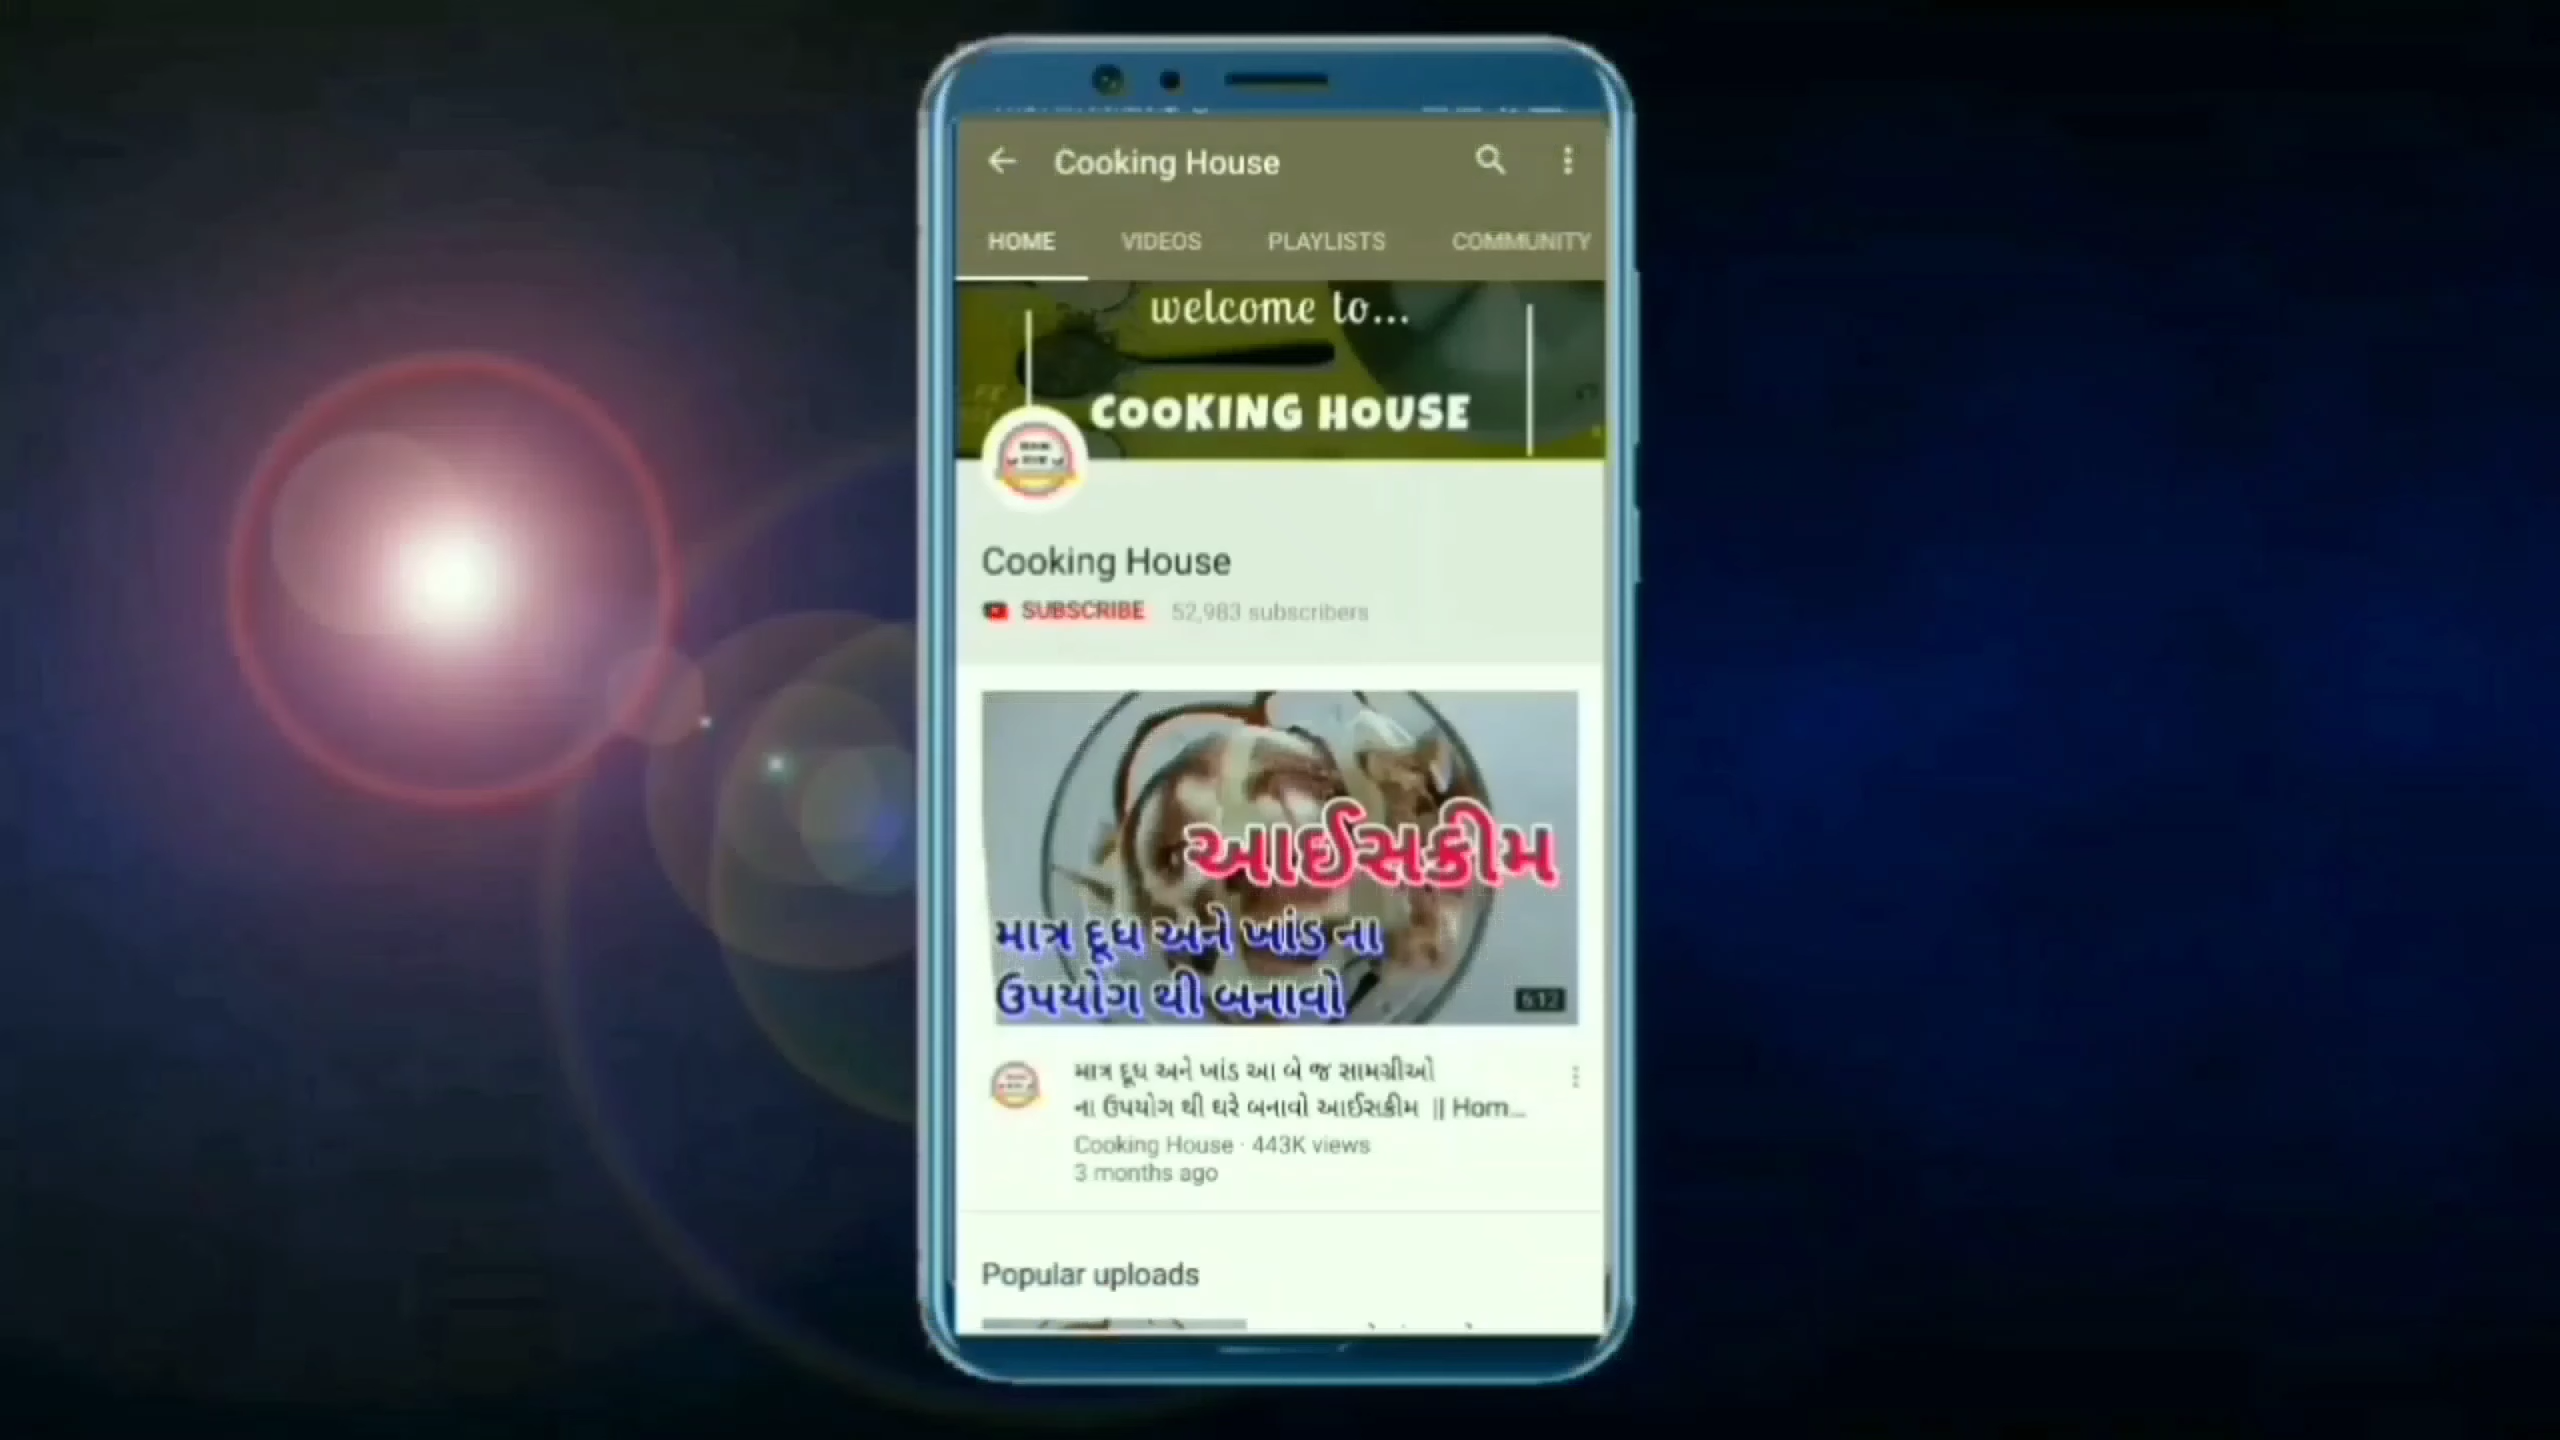 Cooking House
HOME VIDEOS PLAYLISTS COMMUNITY
welcome to...
COOKING HOUSE
Cooking House
SUBSCRIBE 52,983 subscribers
આઈસક્રીમ
માત્ર દૂધ અને ખાંડ ના
ઉપયોગ થી બનાવો
6:12
માત્ર દૂધ અને ખાંડ આ બે જ સામગ્રીઓ
ના ઉપયોગ થી ઘરે બનાવો આઈસક્રીમ || Hom...
Cooking House · 443K views
3 months ago
Popular uploads